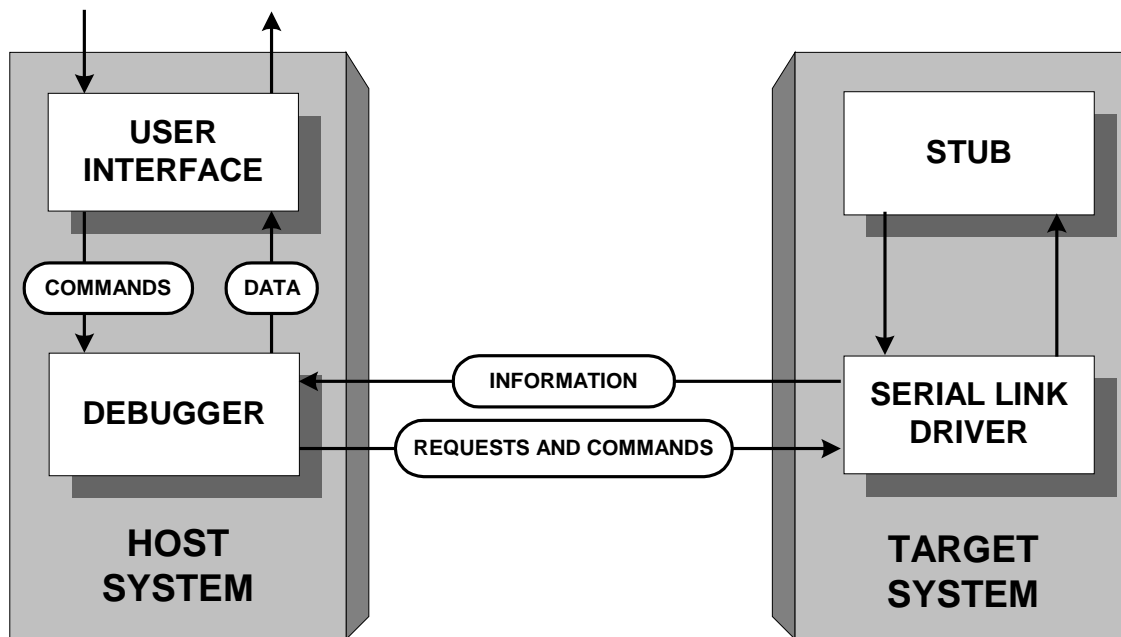 USER
INTERFACE
STUB
COMMANDS
DATA
DEBUGGER
INFORMATION
REQUESTS AND COMMANDS
SERIAL LINK
DRIVER
HOST
SYSTEM
TARGET
SYSTEM